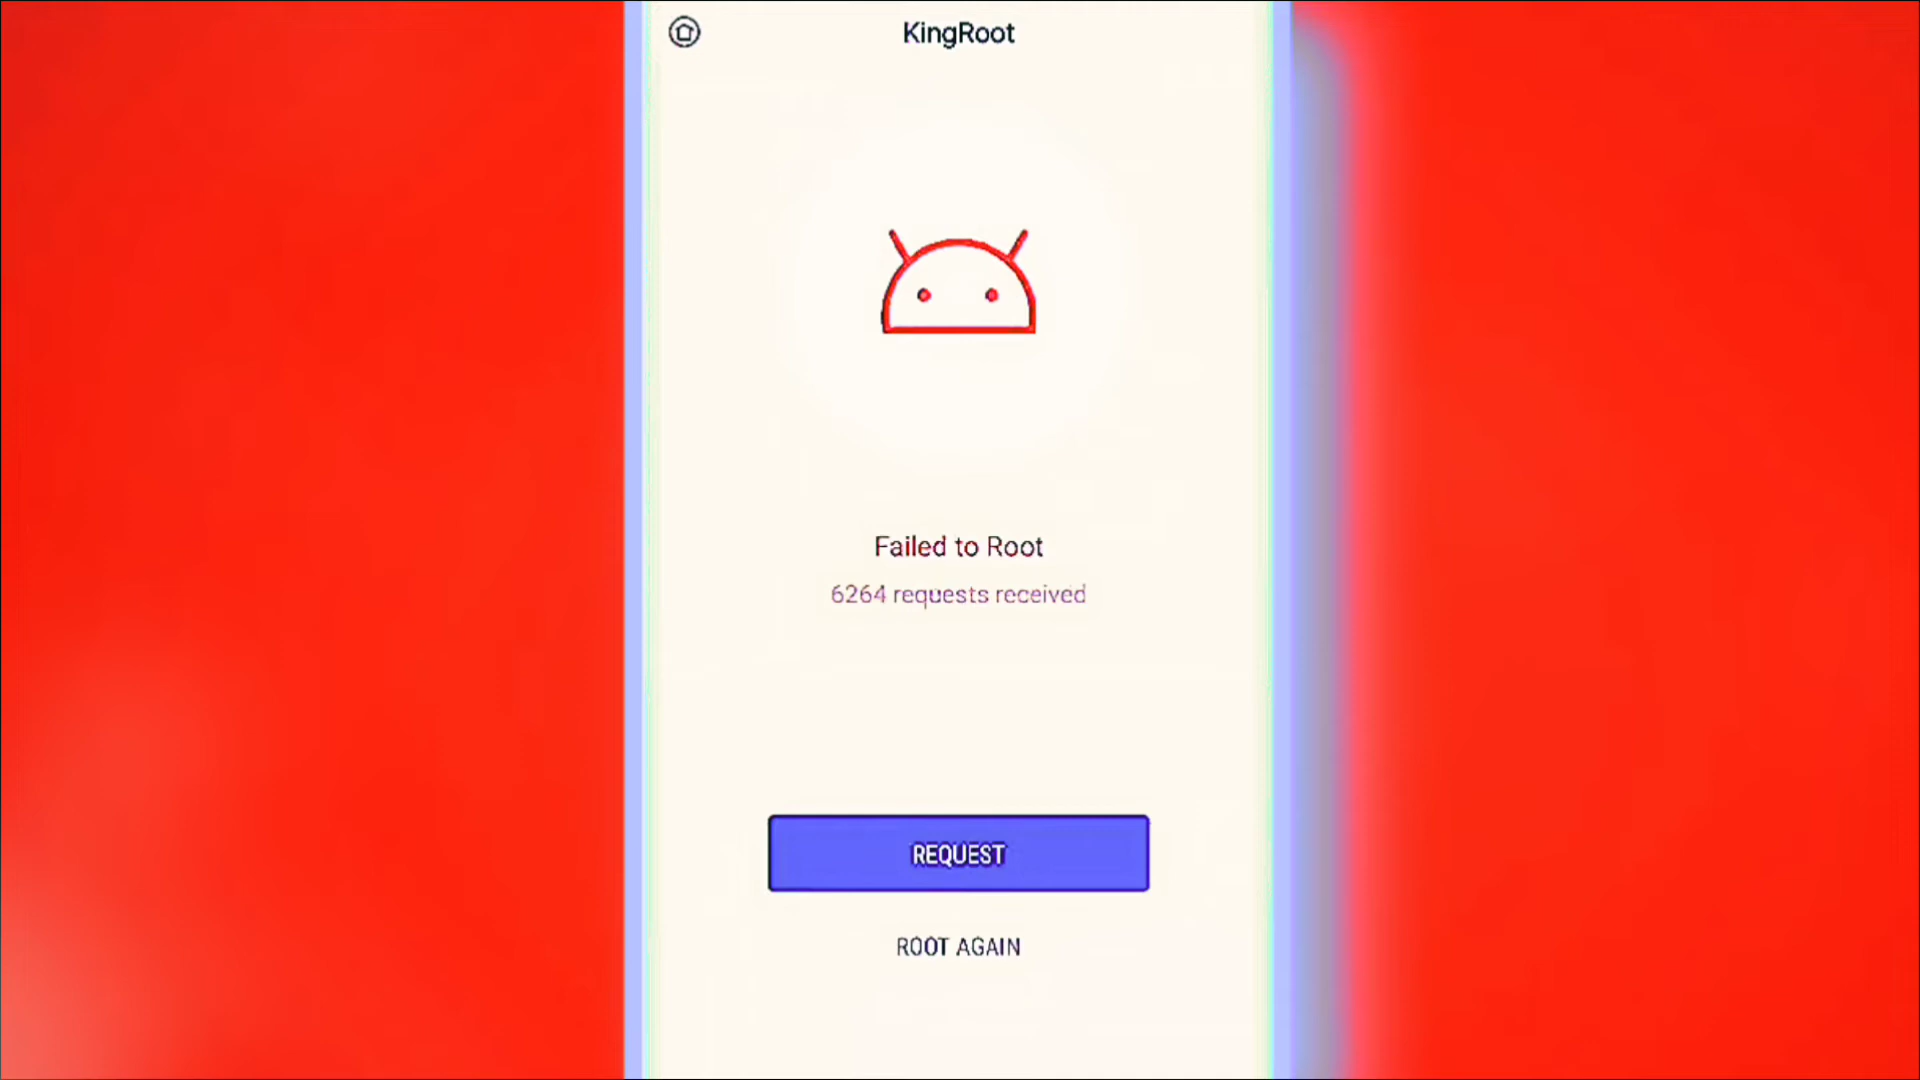 KingRoot
Failed to Root
6264 requests received
REQUEST
ROOT AGAIN